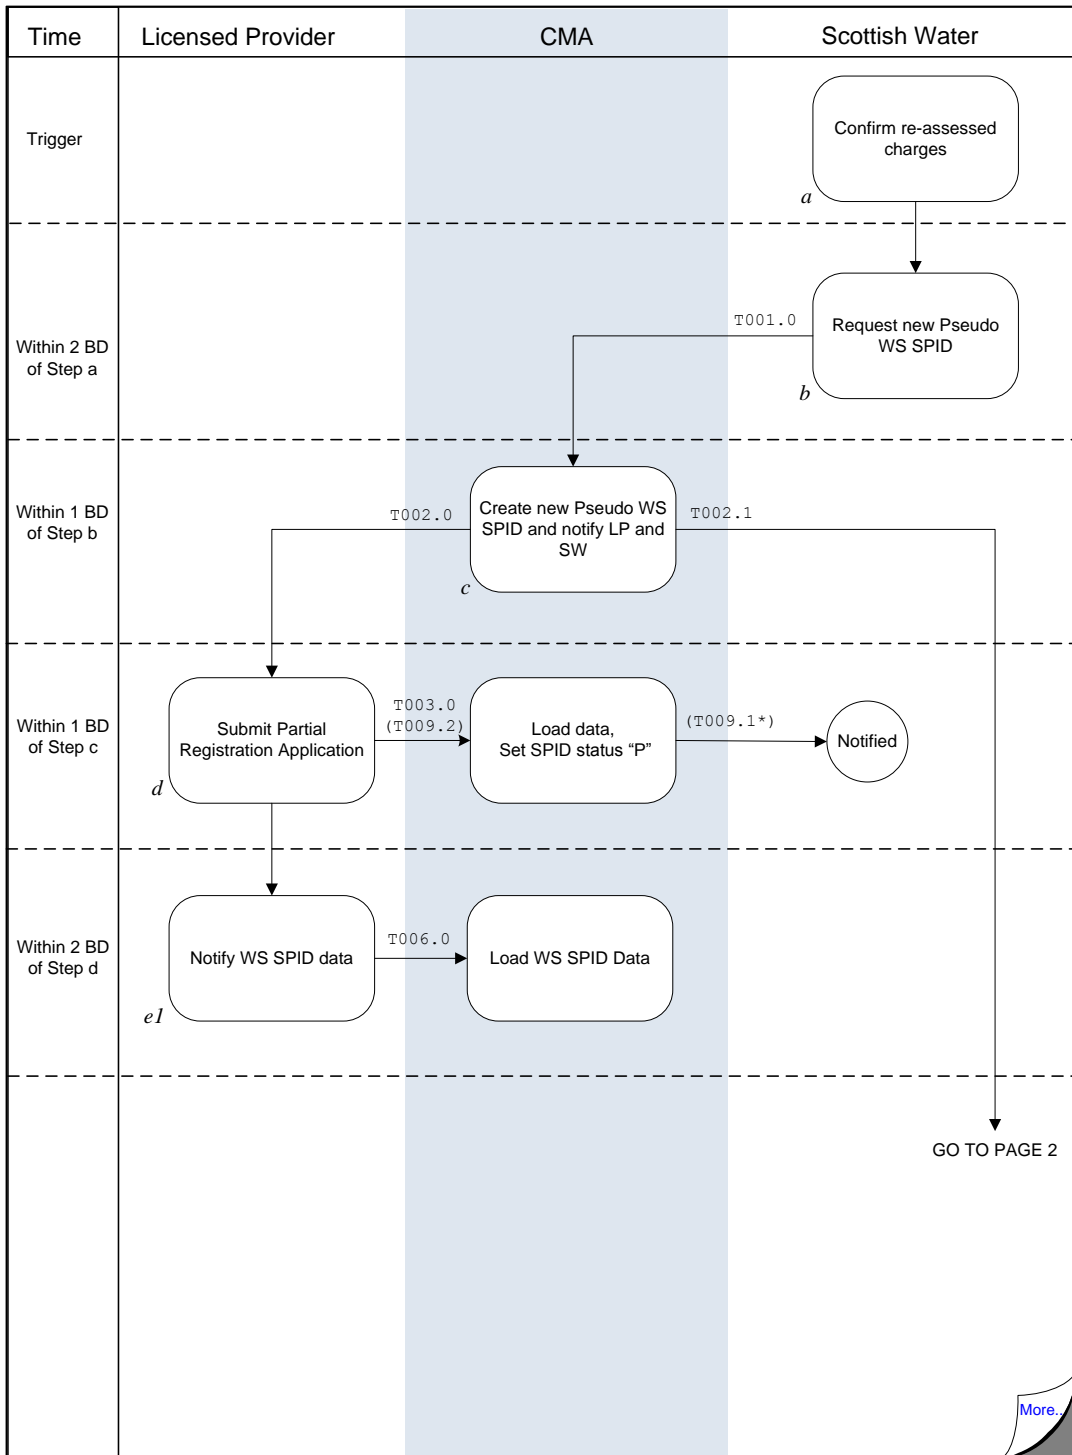 Time
Licensed Provider
CMA
Scottish Water
Trigger
Confirm re-assessed
charges
a
Within 2 BD
of Step a
T001.0
Request new Pseudo
WS SPID
b
Within 1 BD
of Step b
T002.0
Create new Pseudo WS
SPID and notify LP and
SW
T002.1
c
Within 1 BD
of Step c
Submit Partial
Registration Application
T003.0
(T009.2)
Load data,
Set SPID status “P”
(T009.1*)
Notified
d
Within 2 BD
of Step d
Notify WS SPID data
T006.0
Load WS SPID Data
e1
GO TO PAGE 2
More..